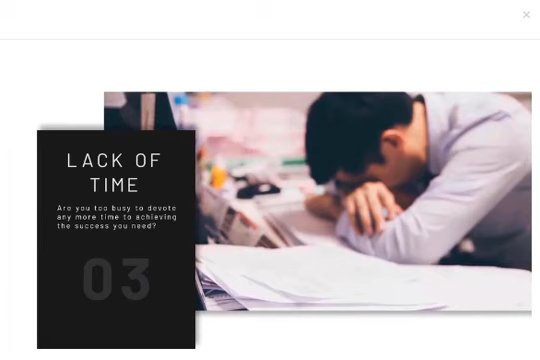 LACK OF
TIME
Are you too busy to devote
any more time to achieving
the success you need?
03